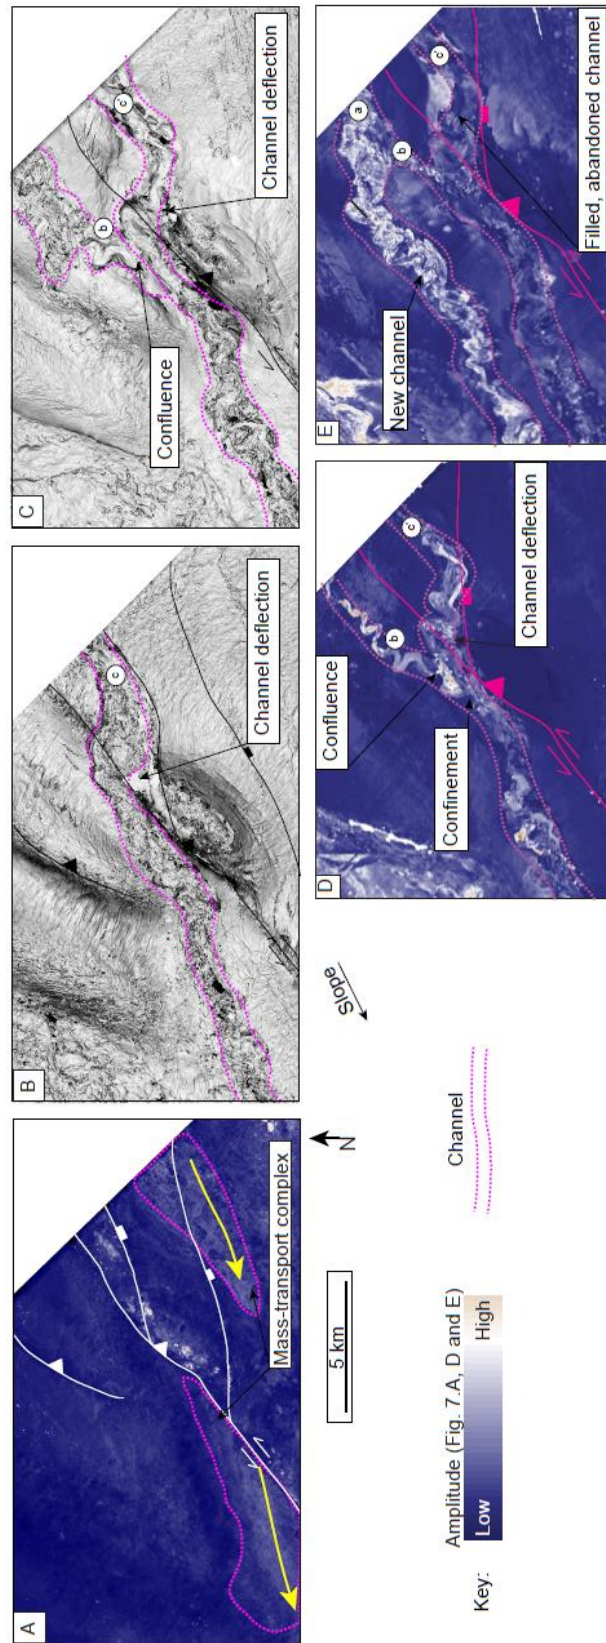 A
Mass-transport complex
B
c
Channel deflection
C
c'
b
Confluence
Channel deflection
N
5 km
Slope
Key:
Amplitude (Fig. 7.A, D and E)
Low
High
Channel
D
Confluence
b
c'
Confinement
Channel deflection
E
a
b
c'
New channel
Filled, abandoned channel